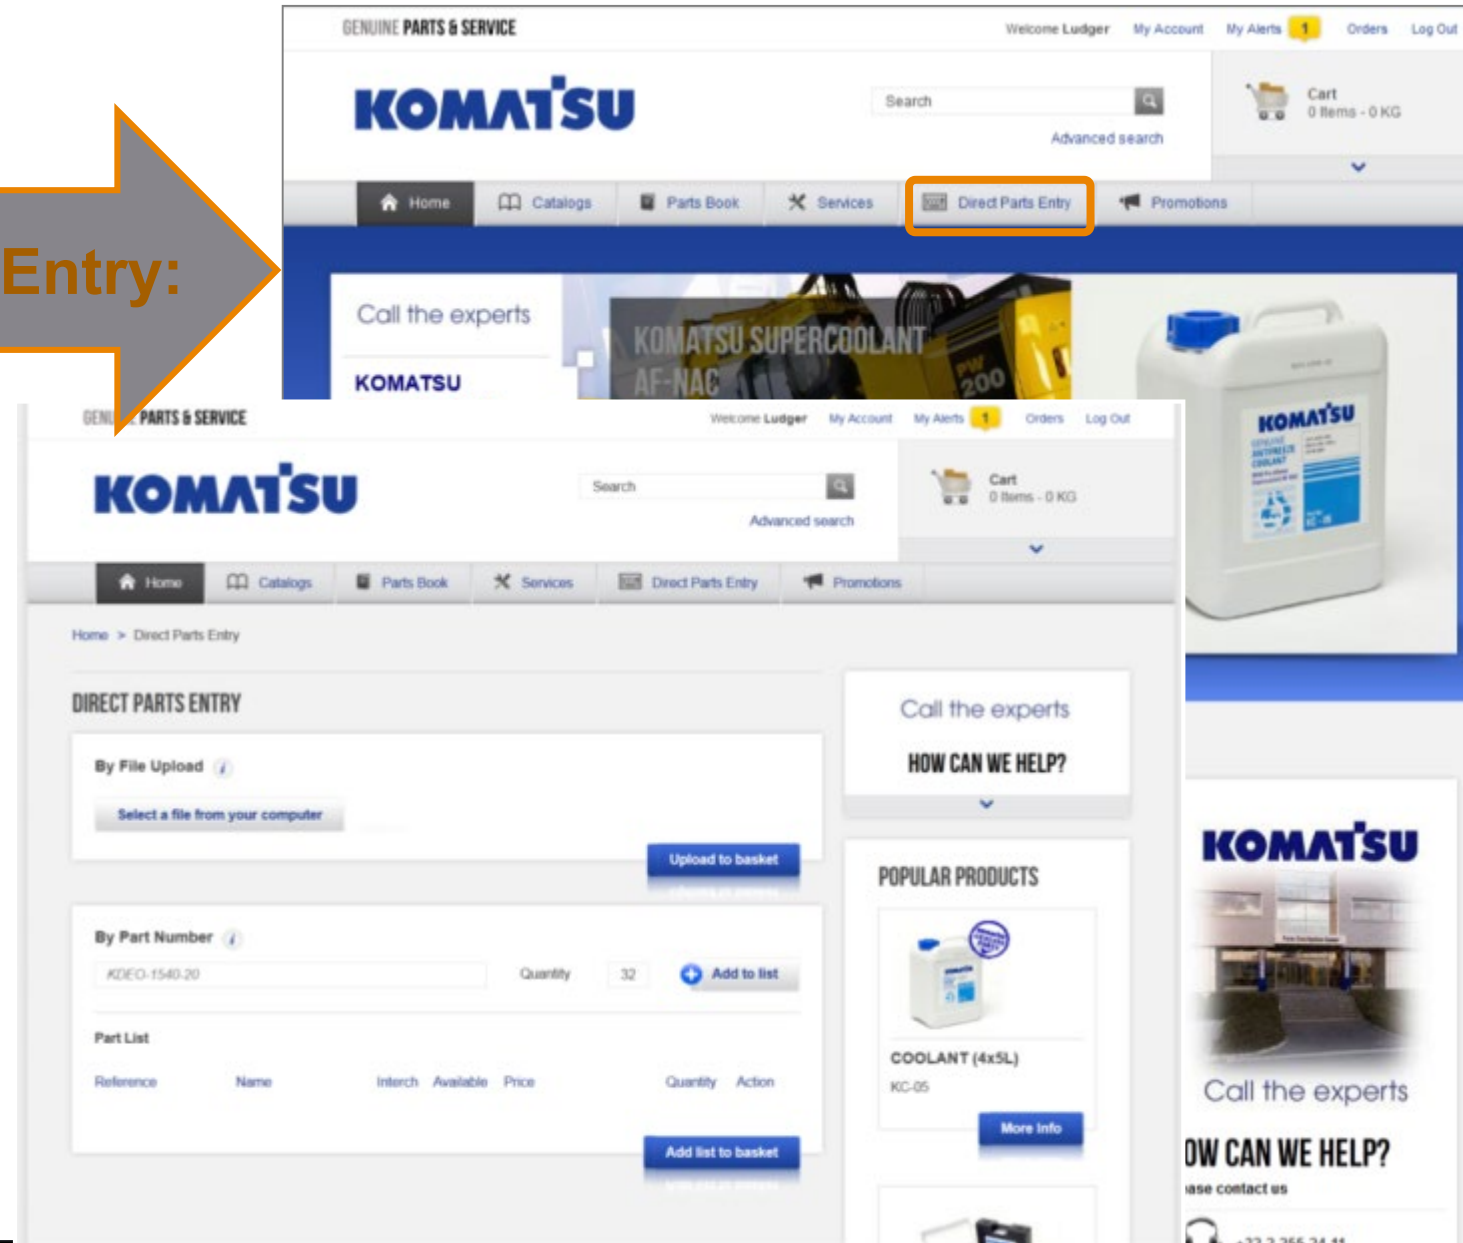 Entry:
GENUINE PARTS & SERVICE
Welcome Ludger My Account My Alerts 1 Orders Log Out
KOMATSU
Search
Advanced search
Cart
0 Items - 0 KG
Home Catalogs Parts Book Services Direct Parts Entry Promotions
Call the experts
KOMATSU
KOMATSU SUPERCOOLANT
AF-NAC
PW
200
KOMATSU
GENUINE
ANTIFREEZE
COOLANT
KC - 05
PARTS & SERVICE
Welcome Ludger My Account My Alerts 1 Orders Log Out
KOMATSU
Search
Advanced search
Cart
0 Items - 0 KG
Home Catalogs Parts Book Services Direct Parts Entry Promotions
Home > Direct Parts Entry
DIRECT PARTS ENTRY
By File Upload i
Select a file from your computer
Upload to basket
By Part Number i
KDEO-1540-20 Quantity 32 Add to list
Part List
Reference Name Interch Available Price Quantity Action
Add list to basket
Call the experts
HOW CAN WE HELP?
POPULAR PRODUCTS
COOLANT (4x5L)
KC-05
More Info
KOMATSU
Call the experts
OW CAN WE HELP?
ase contact us